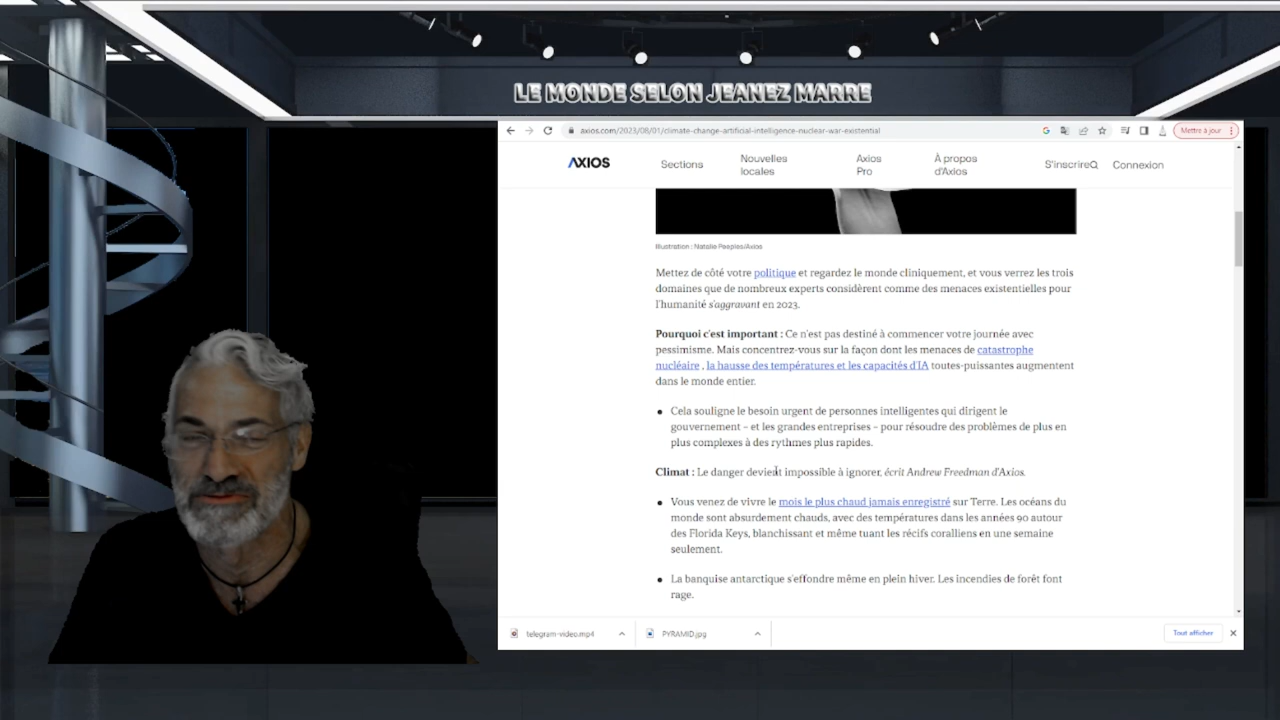 LE MONDE SELON JEANEZ MARRE
axios.com/2023/08/01/climate-change-artificial-intelligence-nuclear-war-existential
Mettre à jour
AXIOS
Sections
Nouvelles
locales
Axios
Pro
À propos
d'Axios
S'inscrire
Connexion
Illustration : Natalie Peeples/Axios
Mettez de côté votre politique et regardez le monde cliniquement, et vous verrez les trois
domaines que de nombreux experts considèrent comme des menaces existentielles pour
l'humanité s'aggravant en 2023.
Pourquoi c'est important : Ce n'est pas destiné à commencer votre journée avec
pessimisme. Mais concentrez-vous sur la façon dont les menaces de catastrophe
nucléaire , la hausse des températures et les capacités d'IA toutes-puissantes augmentent
dans le monde entier.
• Cela souligne le besoin urgent de personnes intelligentes qui dirigent le
gouvernement – et les grandes entreprises – pour résoudre des problèmes de plus en
plus complexes à des rythmes plus rapides.
Climat : Le danger devient impossible à ignorer, écrit Andrew Freedman d'Axios.
• Vous venez de vivre le mois le plus chaud jamais enregistré sur Terre. Les océans du
monde sont absurdement chauds, avec des températures dans les années 90 autour
des Florida Keys, blanchissant et même tuant les récifs coralliens en une semaine
seulement.
• La banquise antarctique s'effondre même en plein hiver. Les incendies de forêt font
rage.
telegram-video.mp4
PYRAMID.jpg
Tout afficher